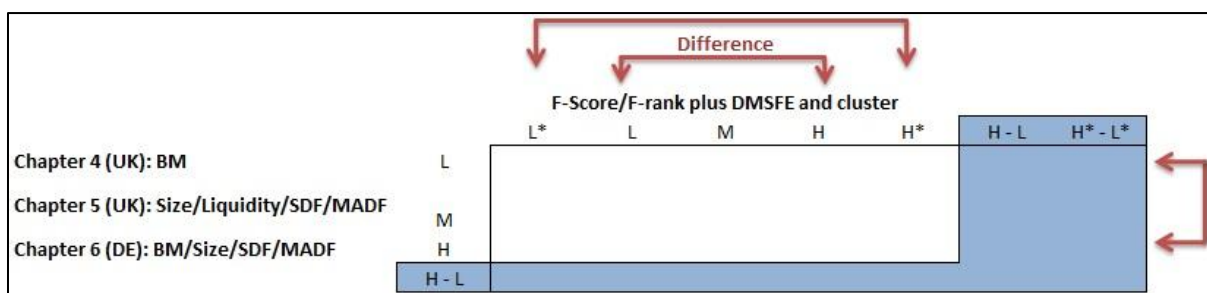 Difference
F-Score/F-rank plus DMSFE and cluster
L* L M H H* H - L H* - L*
Chapter 4 (UK): BM L
Chapter 5 (UK): Size/Liquidity/SDF/MADF
M
Chapter 6 (DE): BM/Size/SDF/MADF H
H - L